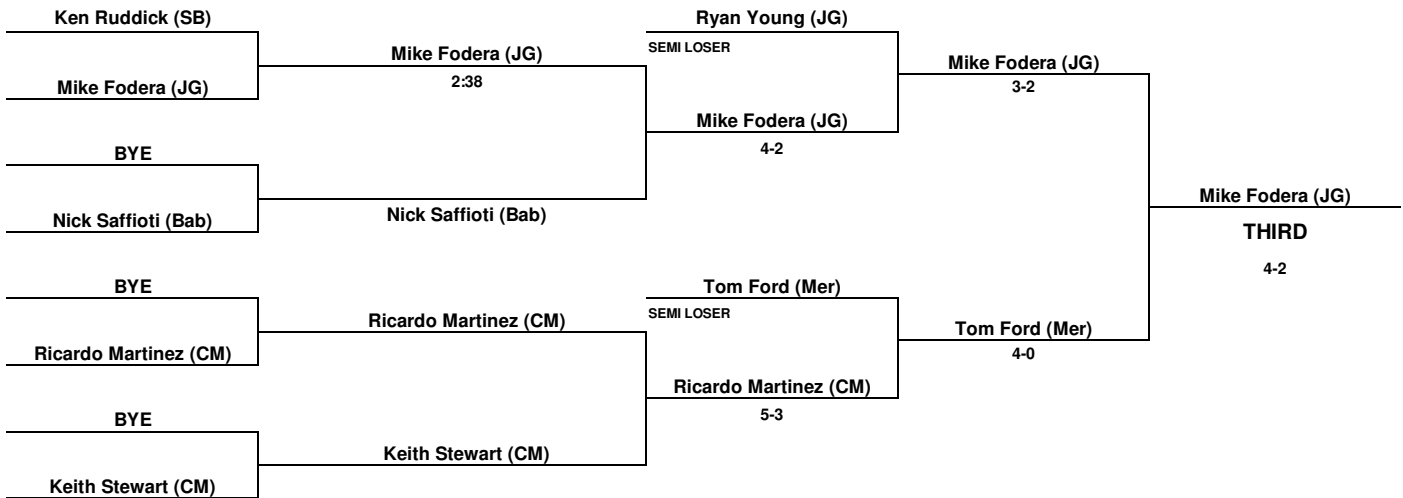 Ken Ruddick (SB)
Mike Fodera (JG)
BYE
Nick Saffioti (Bab)
BYE
Ricardo Martinez (CM)
BYE
Keith Stewart (CM)
Mike Fodera (JG)
2:38
Nick Saffioti (Bab)
Ricardo Martinez (CM)
Keith Stewart (CM)
Ryan Young (JG)
SEMI LOSER
Mike Fodera (JG)
4-2
Tom Ford (Mer)
SEMI LOSER
Ricardo Martinez (CM)
5-3
Mike Fodera (JG)
3-2
Tom Ford (Mer)
4-0
Mike Fodera (JG)
THIRD
4-2